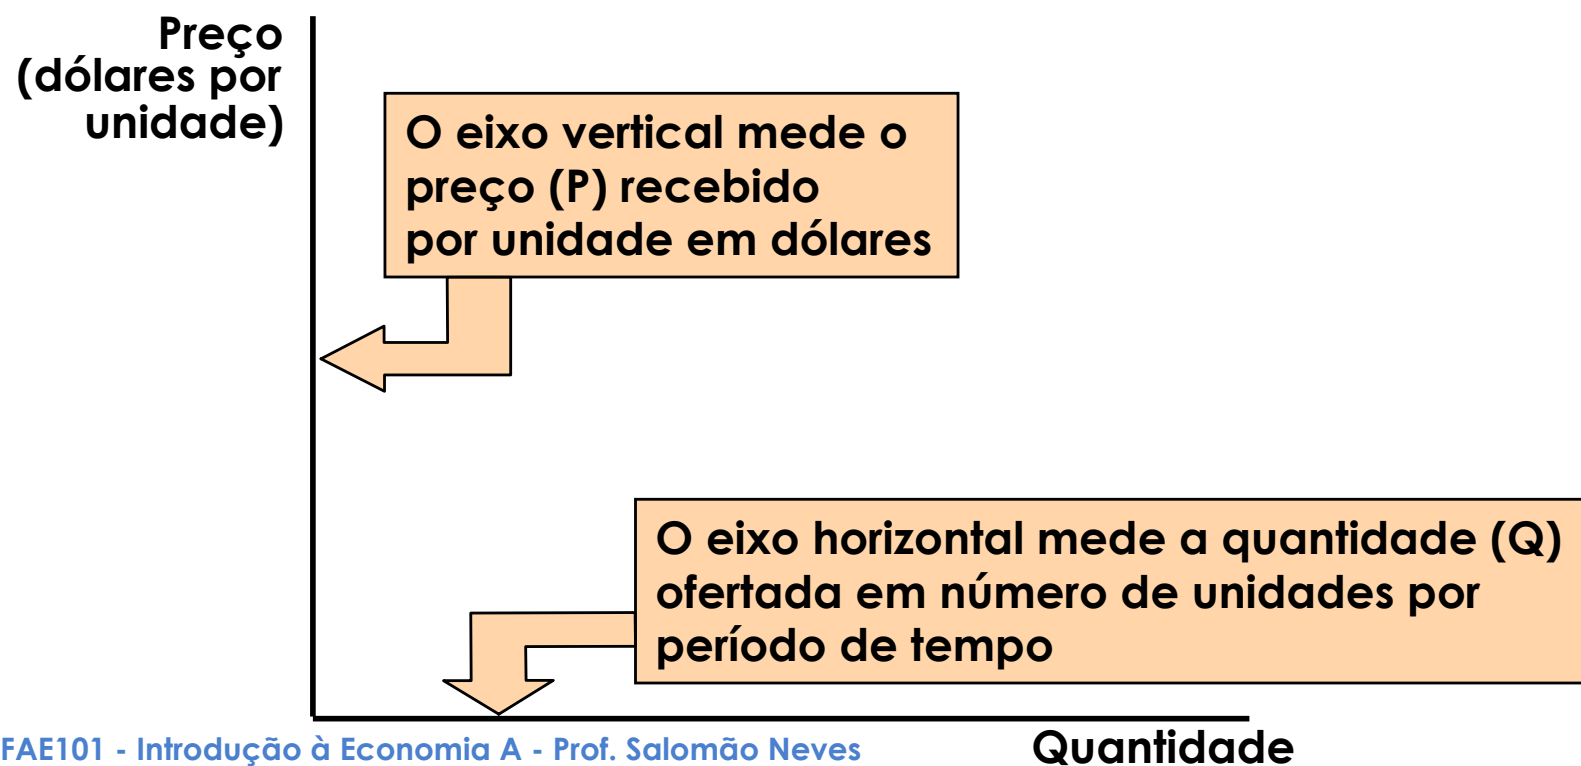 Preço
(dólares por
unidade)
O eixo vertical mede o
preço (P) recebido
por unidade em dólares
O eixo horizontal mede a quantidade (Q)
ofertada em número de unidades por
período de tempo
FAE101 - Introdução à Economia A - Prof. Salomão Neves
Quantidade